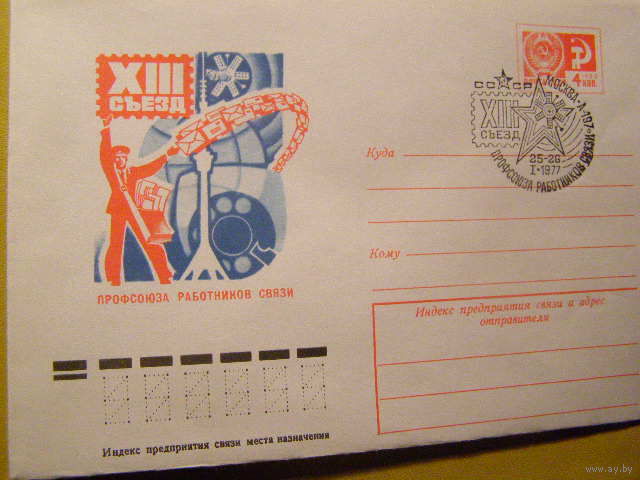 XIII
СЪЕЗД
ПРОФСОЮЗА РАБОТНИКОВ СВЯЗИ
4
КОП.
МОСКВА-А-197
XIII
СЪЕЗД
25-26
I-1977
ПРОФСОЮЗА РАБОТНИКОВ СВЯЗИ
Куда
Кому
Индекс предприятия связи и адрес
отправителя
Индекс предприятия связи места назначения
www.ay.by